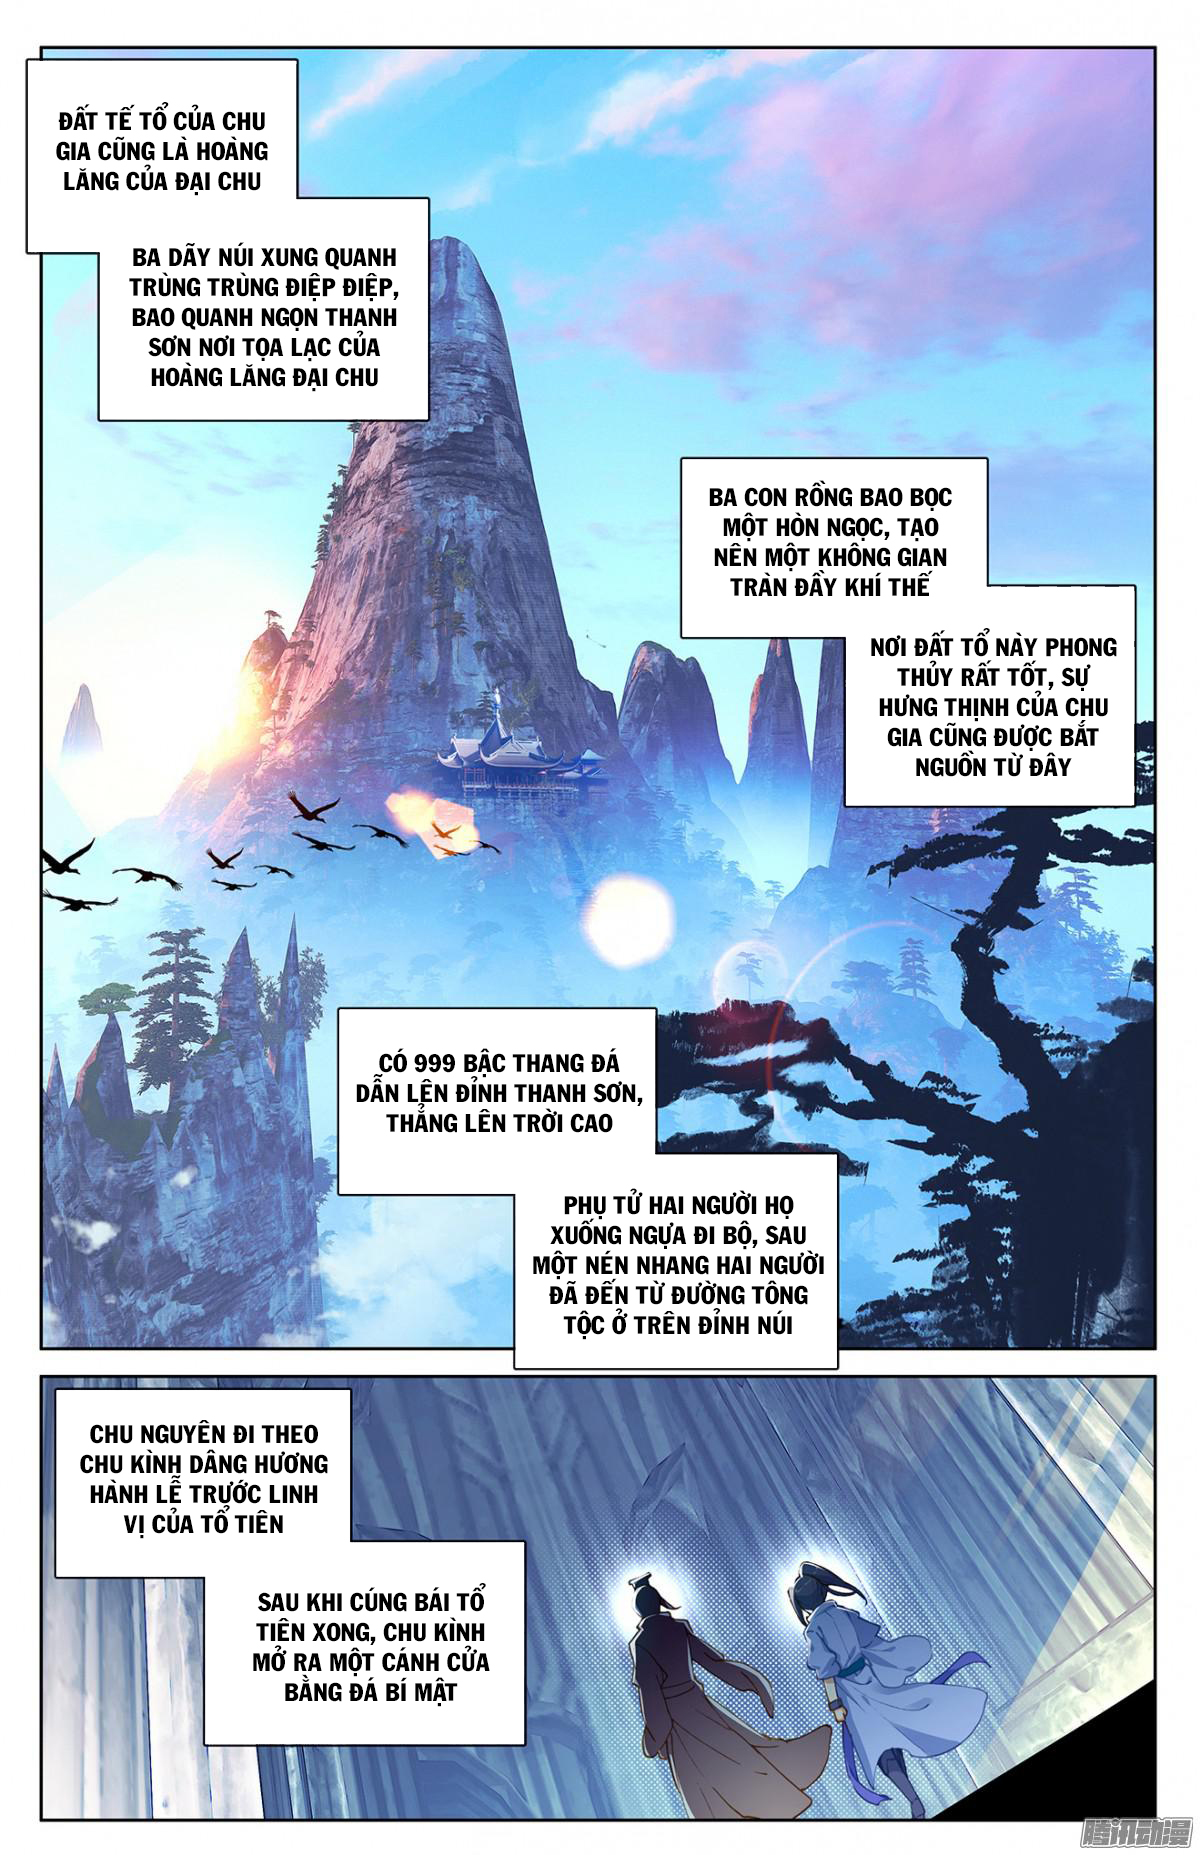 ĐẤT TẾ TỔ CỦA CHU
GIA CŨNG LÀ HOÀNG
LĂNG CỦA ĐẠI CHU
BA DÃY NÚI XUNG QUANH
TRÙNG TRÙNG ĐIỆP ĐIỆP,
BAO QUANH NGỌN THANH
SƠN NƠI TỌA LẠC CỦA
HOÀNG LĂNG ĐẠI CHU
BA CON RỒNG BAO BỌC
MỘT HÒN NGỌC, TẠO
NÊN MỘT KHÔNG GIAN
TRÀN ĐẦY KHÍ THẾ
NƠI ĐẤT TỔ NÀY PHONG
THỦY RẤT TỐT, SỰ
HƯNG THỊNH CỦA CHU
GIA CŨNG ĐƯỢC BẮT
NGUỒN TỪ ĐÂY
CÓ 999 BẬC THANG ĐÁ
DẪN LÊN ĐỈNH THANH SƠN,
THẲNG LÊN TRỜI CAO
PHỤ TỬ HAI NGƯỜI HỌ
XUỐNG NGỰA ĐI BỘ, SAU
MỘT NÉN NHANG HAI NGƯỜI
ĐÃ ĐẾN TỪ ĐƯỜNG TÔNG
TỘC Ở TRÊN ĐỈNH NÚI
CHU NGUYÊN ĐI THEO
CHU KÌNH DÂNG HƯƠNG
HÀNH LỄ TRƯỚC LINH
VỊ CỦA TỔ TIÊN
SAU KHI CÚNG BÁI TỔ
TIÊN XONG, CHU KÌNH
MỞ RA MỘT CÁNH CỬA
BẰNG ĐÁ BÍ MẬT
腾讯动漫